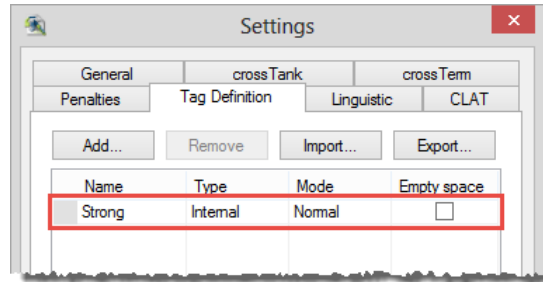 Settings
General crossTank crossTerm
Penalties Tag Definition Linguistic CLAT
Add... Remove Import... Export...
Name Type Mode Empty space
Strong Internal Normal